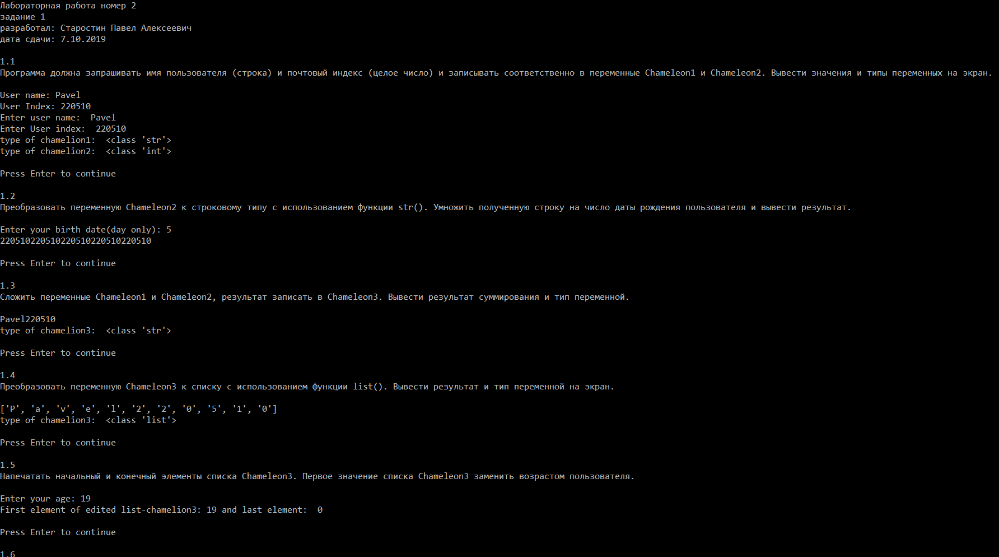 Лабораторная работа номер 2
задание 1
разработал: Старостин Павел Алексеевич
дата сдачи: 7.10.2019
1.1
Программа должна запрашивать имя пользователя (строка) и почтовый индекс (целое число) и записывать соответственно в переменные Chameleon1 и Chameleon2. Вывести значения и типы переменных на экран.
User name: Pavel
User Index: 220510
Enter user name:  Pavel
Enter User index:  220510
type of chamelion1:  <class 'str'>
type of chamelion2:  <class 'int'>
Press Enter to continue
1.2
Преобразовать переменную Chameleon2 к строковому типу с использованием функции str(). Умножить полученную строку на число даты рождения пользователя и вывести результат.
Enter your birth date(day only): 5
220510220510220510220510220510
Press Enter to continue
1.3
Сложить переменные Chameleon1 и Chameleon2, результат записать в Chameleon3. Вывести результат суммирования и тип переменной.
Pavel220510
type of chamelion3:  <class 'str'>
Press Enter to continue
1.4
Преобразовать переменную Chameleon3 к списку с использованием функции list(). Вывести результат и тип переменной на экран.
['P', 'a', 'v', 'e', 'l', '2', '2', '0', '5', '1', '0']
type of chamelion3:  <class 'list'>
Press Enter to continue
1.5
Напечатать начальный и конечный элементы списка Chameleon3. Первое значение списка Chameleon3 заменить возрастом пользователя.
Enter your age: 19
First element of edited list-chamelion3: 19 and last element:  0
Press Enter to continue
1.6